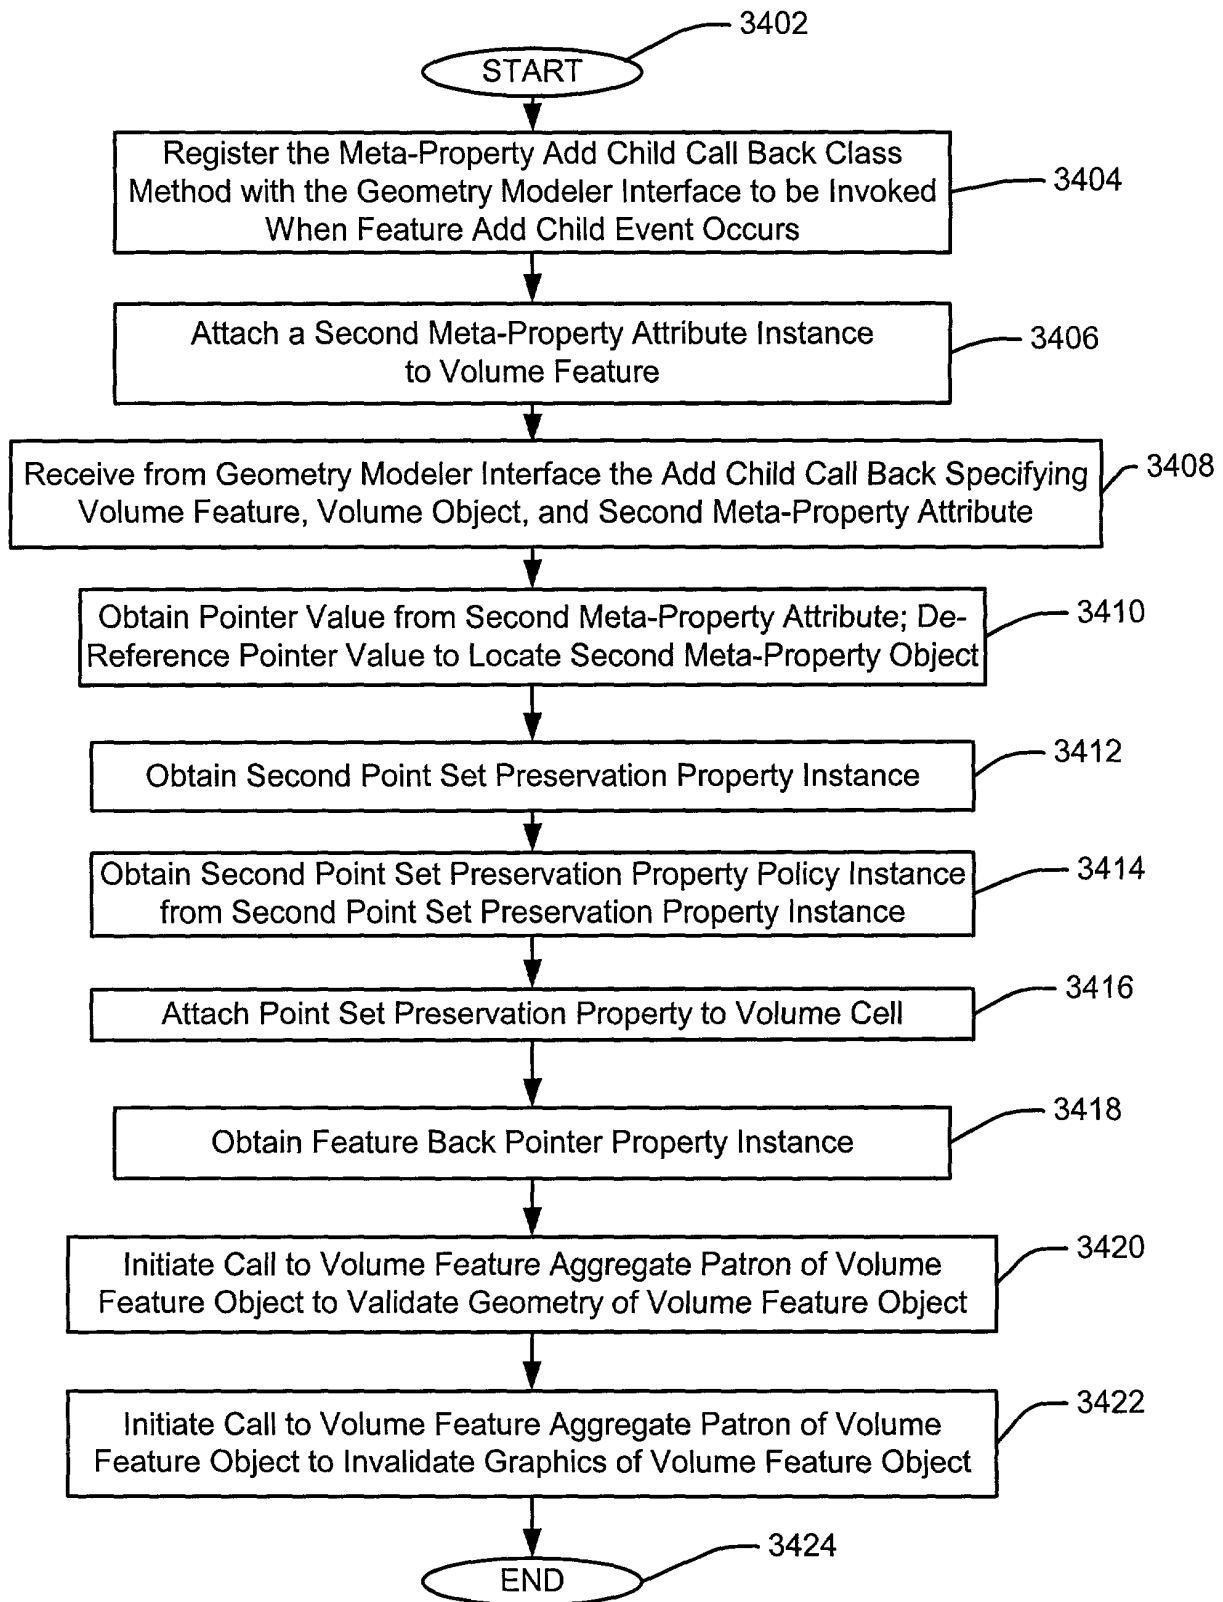 3402
START
Register the Meta-Property Add Child Call Back Class
Method with the Geometry Modeler Interface to be Invoked
When Feature Add Child Event Occurs
3404
Attach a Second Meta-Property Attribute Instance
to Volume Feature
3406
Receive from Geometry Modeler Interface the Add Child Call Back Specifying
Volume Feature, Volume Object, and Second Meta-Property Attribute
3408
Obtain Pointer Value from Second Meta-Property Attribute; De-
Reference Pointer Value to Locate Second Meta-Property Object
3410
Obtain Second Point Set Preservation Property Instance
3412
Obtain Second Point Set Preservation Property Policy Instance
from Second Point Set Preservation Property Instance
3414
Attach Point Set Preservation Property to Volume Cell
3416
Obtain Feature Back Pointer Property Instance
3418
Initiate Call to Volume Feature Aggregate Patron of Volume
Feature Object to Validate Geometry of Volume Feature Object
3420
Initiate Call to Volume Feature Aggregate Patron of Volume
Feature Object to Invalidate Graphics of Volume Feature Object
3422
END
3424